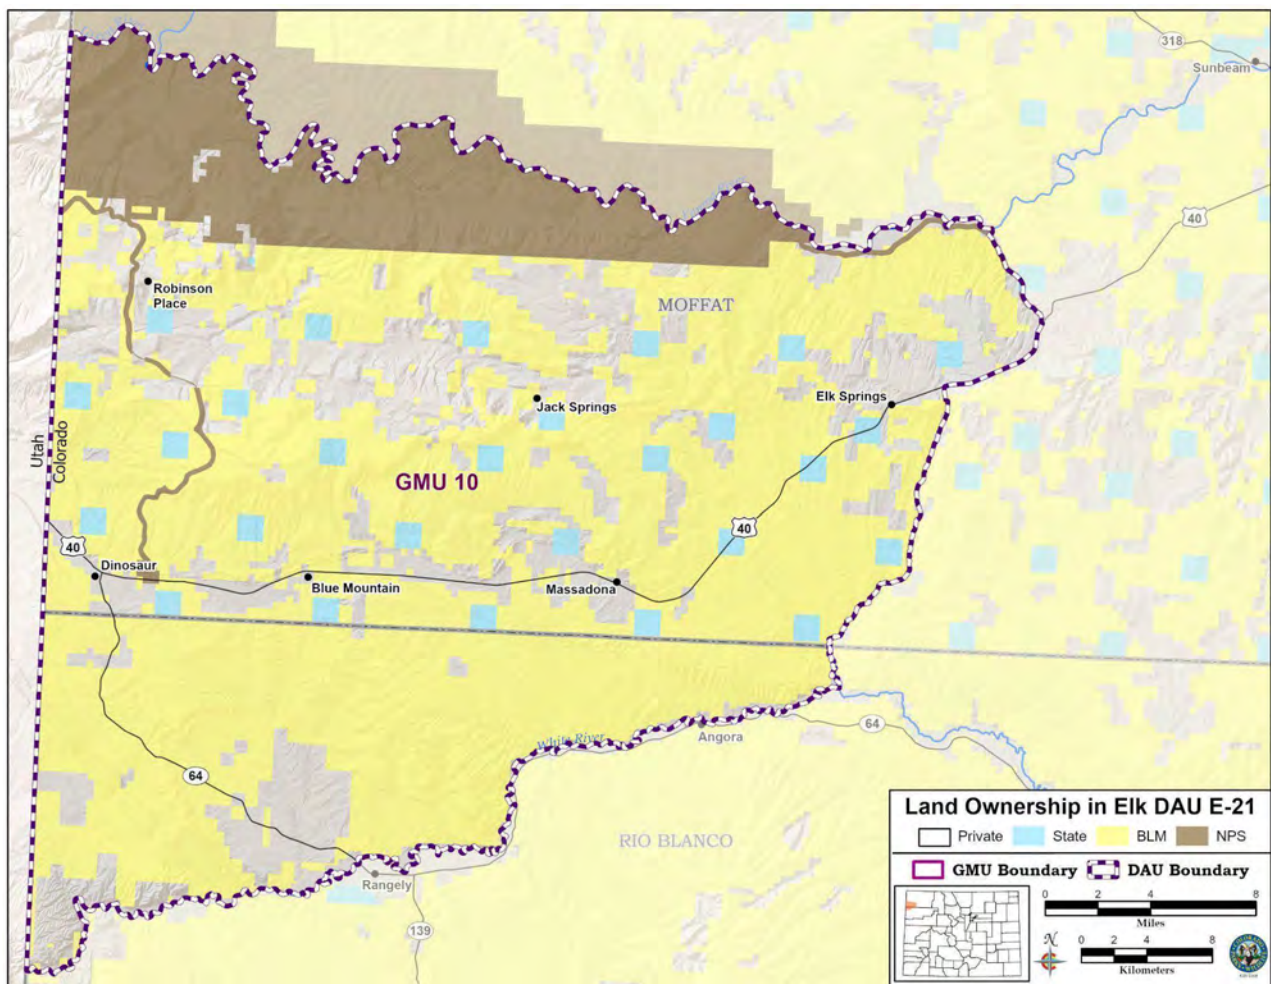 318
Sunbeam
40
Robinson
Place
MOFFAT
Jack Springs
Elk Springs
Utah
Colorado
GMU 10
40
40
Dinosaur
Blue Mountain
Massadona
White River
Angora
64
64
RIO BLANCO
Rangely
139
Land Ownership in Elk DAU E-21
Private State BLM NPS
GMU Boundary DAU Boundary
0 2 4 8
Miles
N
0 2 4 8
Kilometers